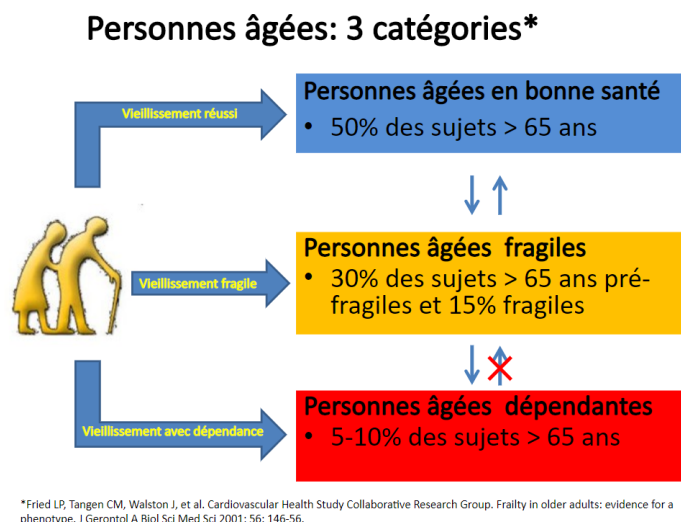 Personnes âgées: 3 catégories*
Vieillissement réussi
Personnes âgées en bonne santé
• 50% des sujets > 65 ans
Vieillissement fragile
Personnes âgées fragiles
• 30% des sujets > 65 ans pré-
fragiles et 15% fragiles
Vieillissement avec dépendance
Personnes âgées dépendantes
• 5-10% des sujets > 65 ans
*Fried LP, Tangen CM, Walston J, et al. Cardiovascular Health Study Collaborative Research Group. Frailty in older adults: evidence for a
phenotype. J Gerontol A Biol Sci Med Sci 2001; 56: 146-56.